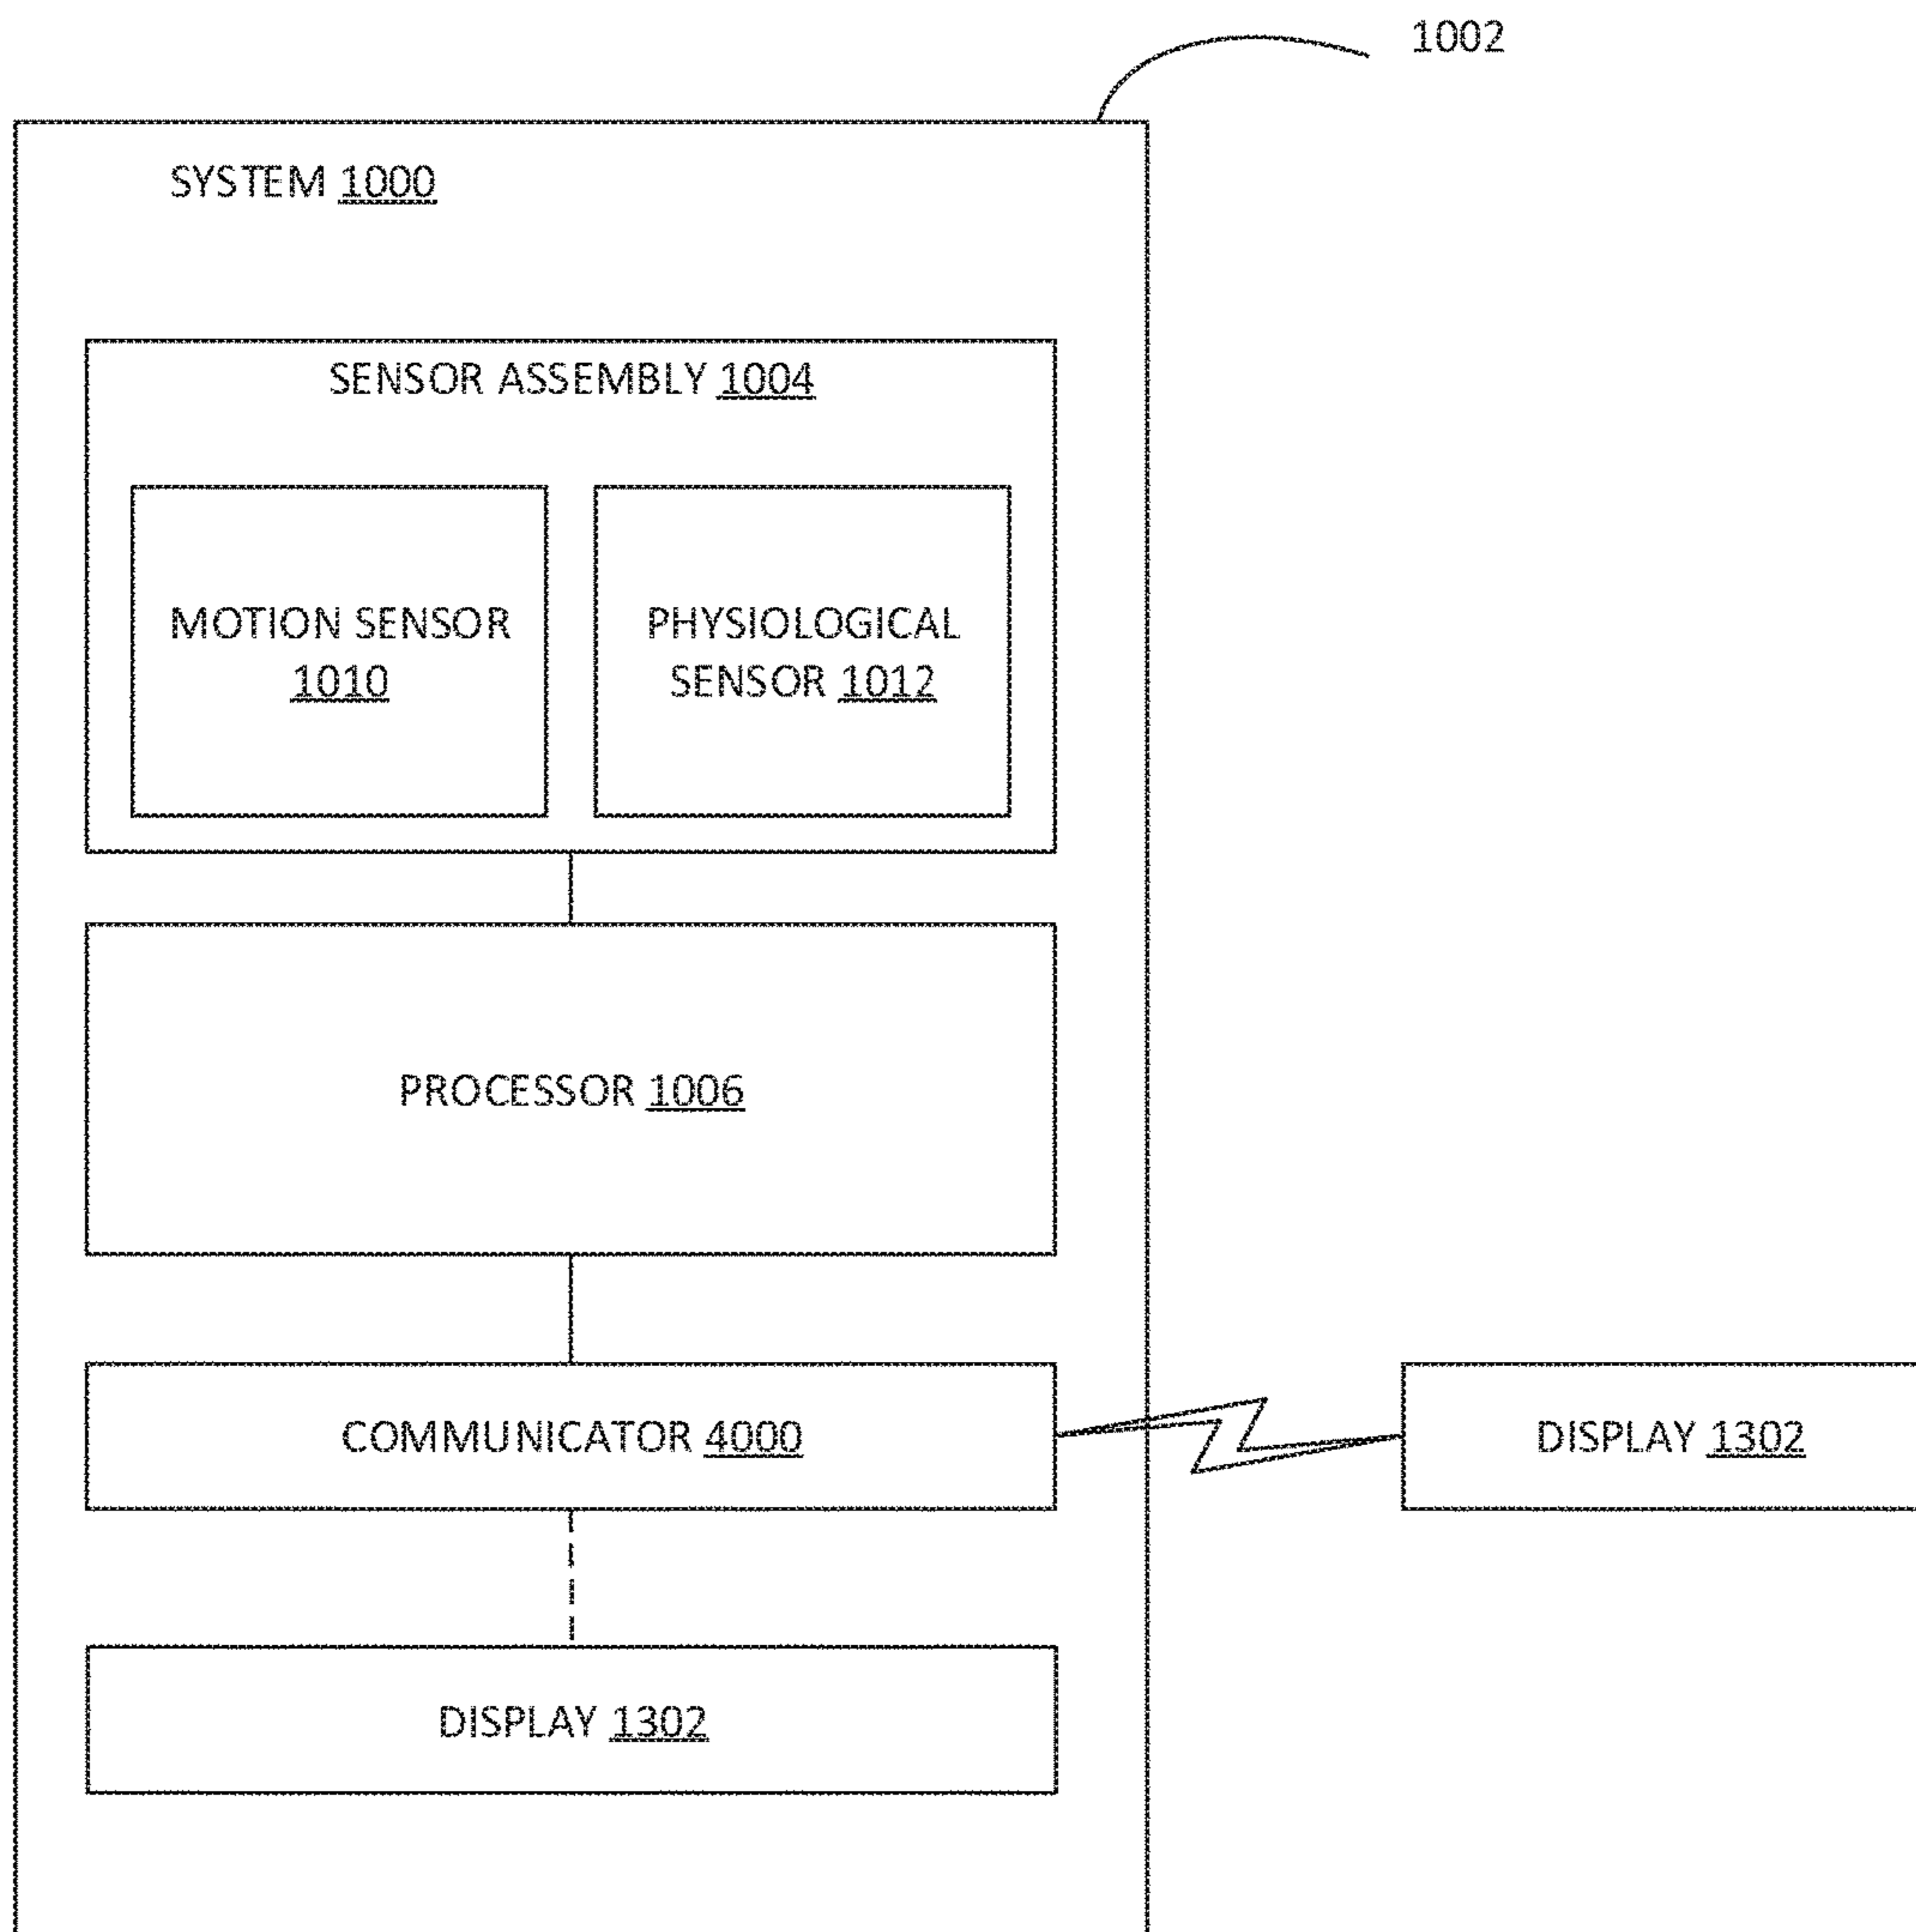 1002
SYSTEM 1000
SENSOR ASSEMBLY 1004
MOTION SENSOR
1010
PHYSIOLOGICAL
SENSOR 1012
PROCESSOR 1006
COMMUNICATOR 4000
DISPLAY 1302
DISPLAY 1302